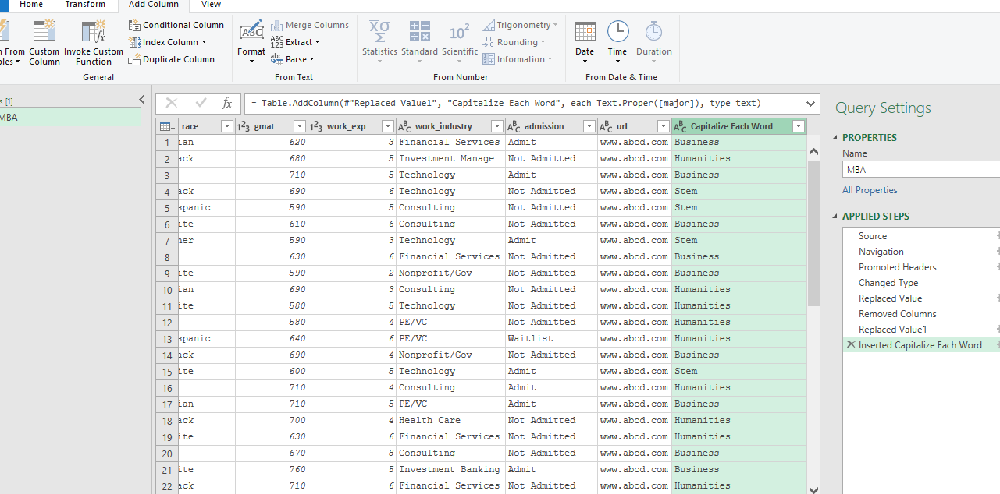 Home Transform Add Column View
Conditional Column
Merge Columns
Trigonometry
From Custom Invoke Custom
Column Function
Index Column
Format
Extract
Statistics Standard Scientific
Rounding
Date Time Duration
Duplicate Column
Parse
Information
General From Text From Number From Date & Time
[1]
MBA
= Table.AddColumn(#"Replaced Value1", "Capitalize Each Word", each Text.Proper([major]), type text)
race gmat work_exp work_industry admission url Capitalize Each Word
1 ian 620 3 Financial Services Admit www.abcd.com Business
2 ack 680 5 Investment Manage… Not Admitted www.abcd.com Humanities
3 710 5 Technology Admit www.abcd.com Business
4 ack 690 6 Technology Not Admitted www.abcd.com Stem
5 spanic 590 5 Consulting Not Admitted www.abcd.com Stem
6 ite 610 6 Consulting Not Admitted www.abcd.com Business
7 her 590 3 Technology Admit www.abcd.com Stem
8 630 6 Financial Services Not Admitted www.abcd.com Business
9 ite 590 2 Nonprofit/Gov Not Admitted www.abcd.com Business
10 ian 690 3 Consulting Not Admitted www.abcd.com Humanities
11 ite 580 5 Technology Not Admitted www.abcd.com Humanities
12 580 4 PE/VC Not Admitted www.abcd.com Humanities
13 spanic 640 6 PE/VC Waitlist www.abcd.com Humanities
14 ack 690 4 Nonprofit/Gov Not Admitted www.abcd.com Business
15 ite 600 5 Technology Admit www.abcd.com Stem
16 710 4 Consulting Admit www.abcd.com Humanities
17 ian 710 5 PE/VC Admit www.abcd.com Business
18 ack 700 4 Health Care Not Admitted www.abcd.com Humanities
19 ite 630 6 Financial Services Not Admitted www.abcd.com Humanities
20 670 8 Consulting Not Admitted www.abcd.com Business
21 ite 760 5 Investment Banking Admit www.abcd.com Business
22 ack 710 6 Financial Services Not Admitted www.abcd.com Humanities
Query Settings
PROPERTIES
Name
MBA
All Properties
APPLIED STEPS
Source
Navigation
Promoted Headers
Changed Type
Replaced Value
Removed Columns
Replaced Value1
Inserted Capitalize Each Word